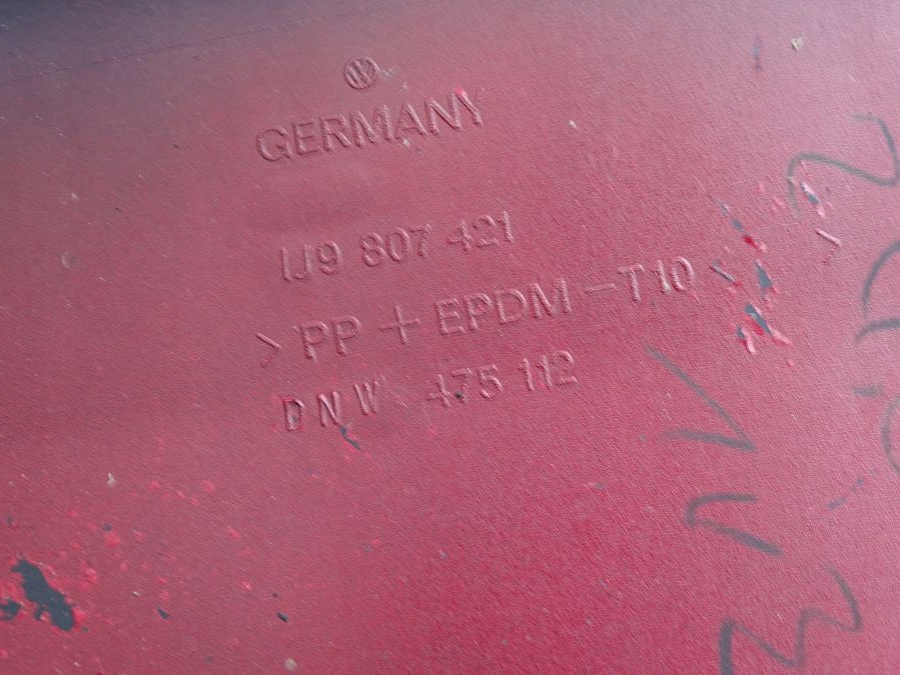 GERMANY
1J9 807 421
>PP+EPDM-T10<
DNW 475 112